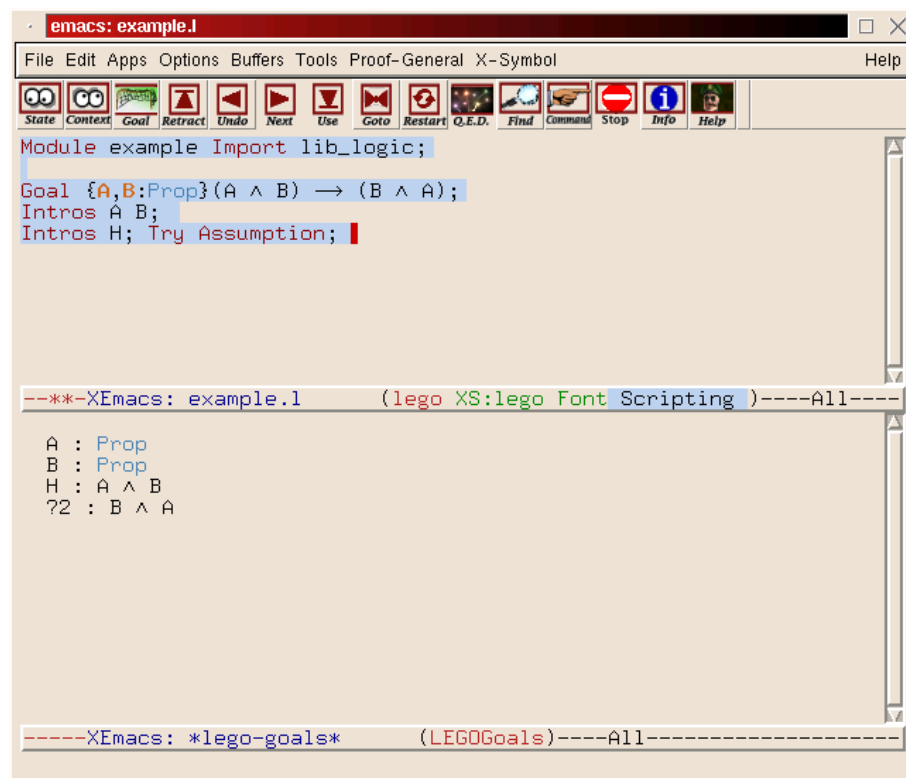 emacs: example.l
File Edit Apps Options Buffers Tools Proof-General X-Symbol Help
State Context Goal Retract Undo Next Use Goto Restart Q.E.D. Find Command Stop Info Help
Module example Import lib_logic;
Goal {A,B:Prop}(A ∧ B) ⟶ (B ∧ A);
Intros A B;
Intros H; Try Assumption;
--**-XEmacs: example.l (lego XS:lego Font Scripting )----All----
A : Prop
B : Prop
H : A ∧ B
?2 : B ∧ A
-----XEmacs: *lego-goals* (LEGOGoals)----All--------------------